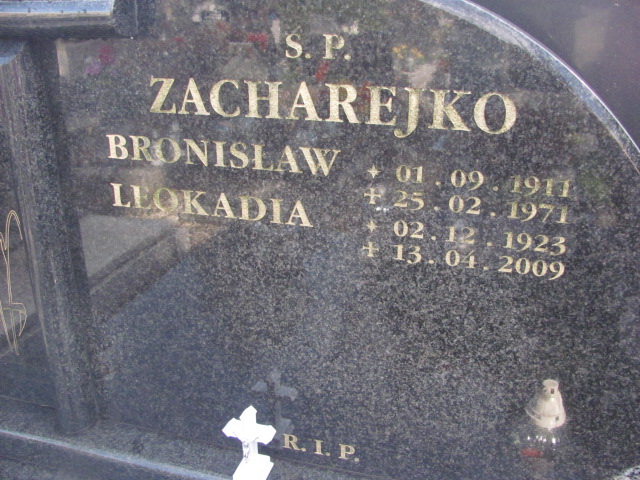 Ś. P.
ZACHAREJKO
BRONISŁAW ✦ 01. 09. 1911
+ 25. 02. 1971
LEOKADIA ✦ 02. 12. 1923
+ 13. 04. 2009
R. I. P.